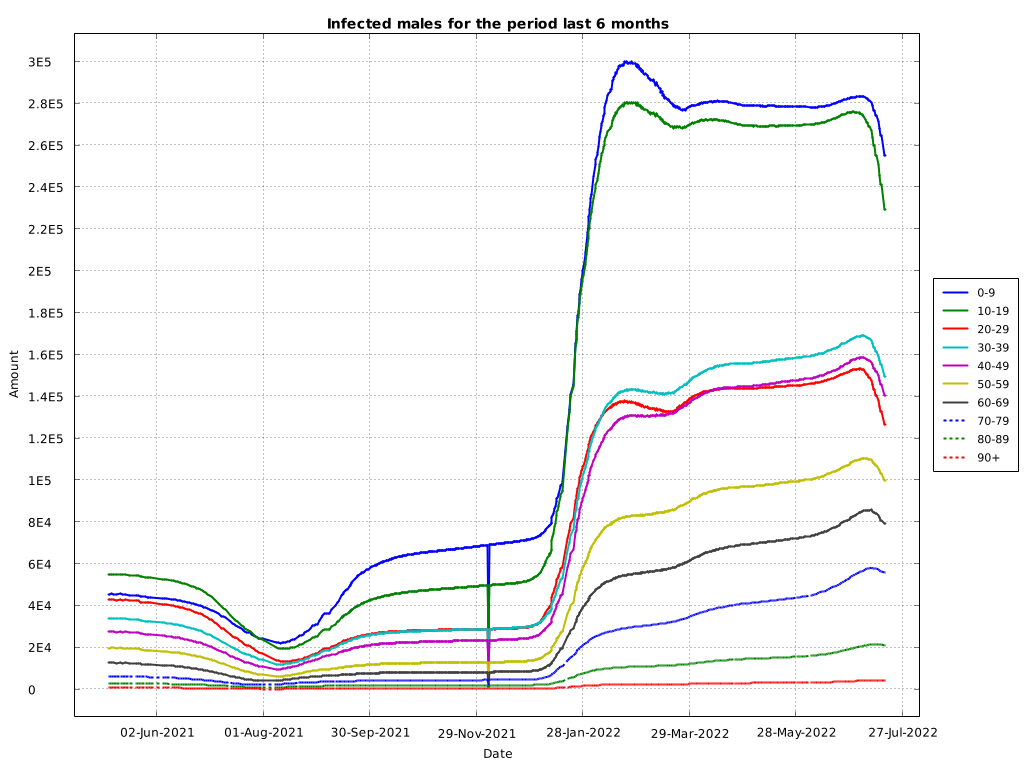 Infected males for the period last 6 months
3E5
2.8E5
2.6E5
2.4E5
2.2E5
2E5
1.8E5
1.6E5
1.4E5
1.2E5
1E5
8E4
6E4
4E4
2E4
0
Amount
02-Jun-2021 01-Aug-2021 30-Sep-2021 29-Nov-2021 28-Jan-2022 29-Mar-2022 28-May-2022 27-Jul-2022
Date
0-9
10-19
20-29
30-39
40-49
50-59
60-69
70-79
80-89
90+